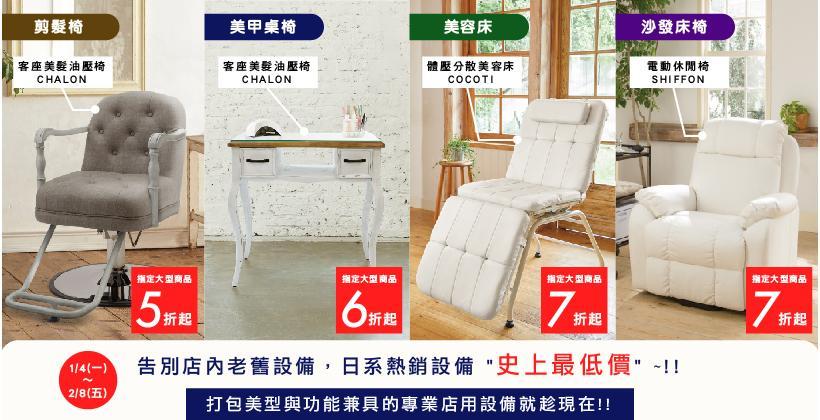 剪髮椅
客座美髮油壓椅
CHALON
指定大型商品
5折起
美甲桌椅
客座美髮油壓椅
CHALON
指定大型商品
6折起
美容床
體壓分散美容床
COCOTI
指定大型商品
7折起
沙發床椅
電動休閒椅
SHIFFON
指定大型商品
7折起
1/4(一)
~
2/8(五)
告別店內老舊設備，日系熱銷設備 "史上最低價" ~!!
打包美型與功能兼具的專業店用設備就趁現在!!